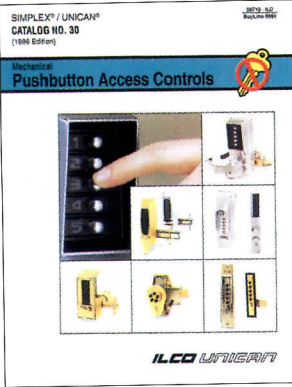 SIMPLEX® / UNICAN®
CATALOG NO. 30
(1996 Edition)
Mechanical
Pushbutton Access Controls
1
2
3
4
5
ILCO UNICAN